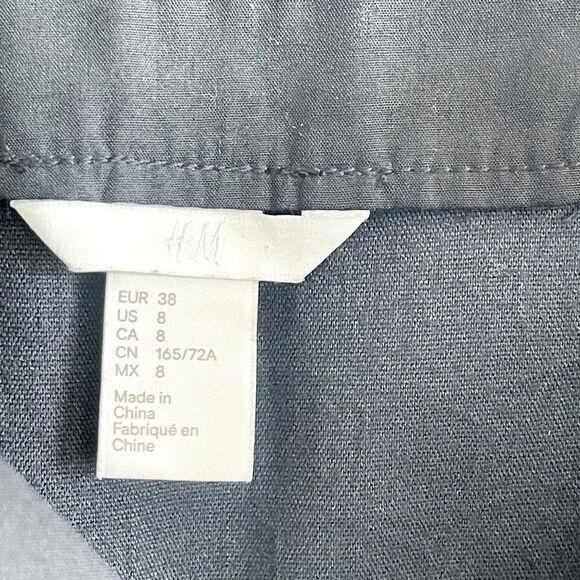 H&M
EUR 38
US 8
CA 8
CN 165/72A
MX 8
Made in
China
Fabriqué en
Chine